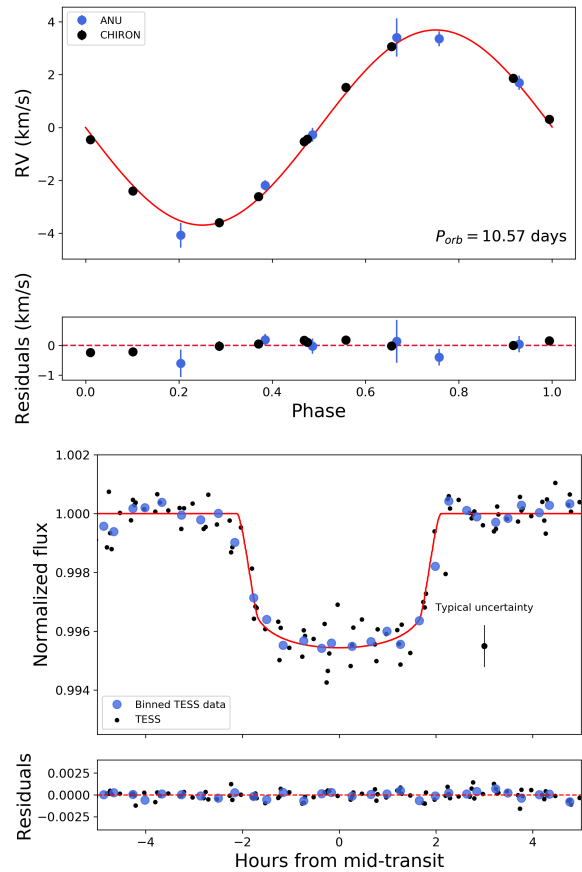 ANU
CHIRON
4
2
0
−2
−4
RV (km/s)
P_orb = 10.57 days
0
−1
Residuals (km/s)
0.0 0.2 0.4 0.6 0.8 1.0
Phase
1.002
1.000
0.998
0.996
0.994
Normalized flux
Typical uncertainty
Binned TESS data
TESS
0.0025
0.0000
−0.0025
Residuals
−4 −2 0 2 4
Hours from mid-transit